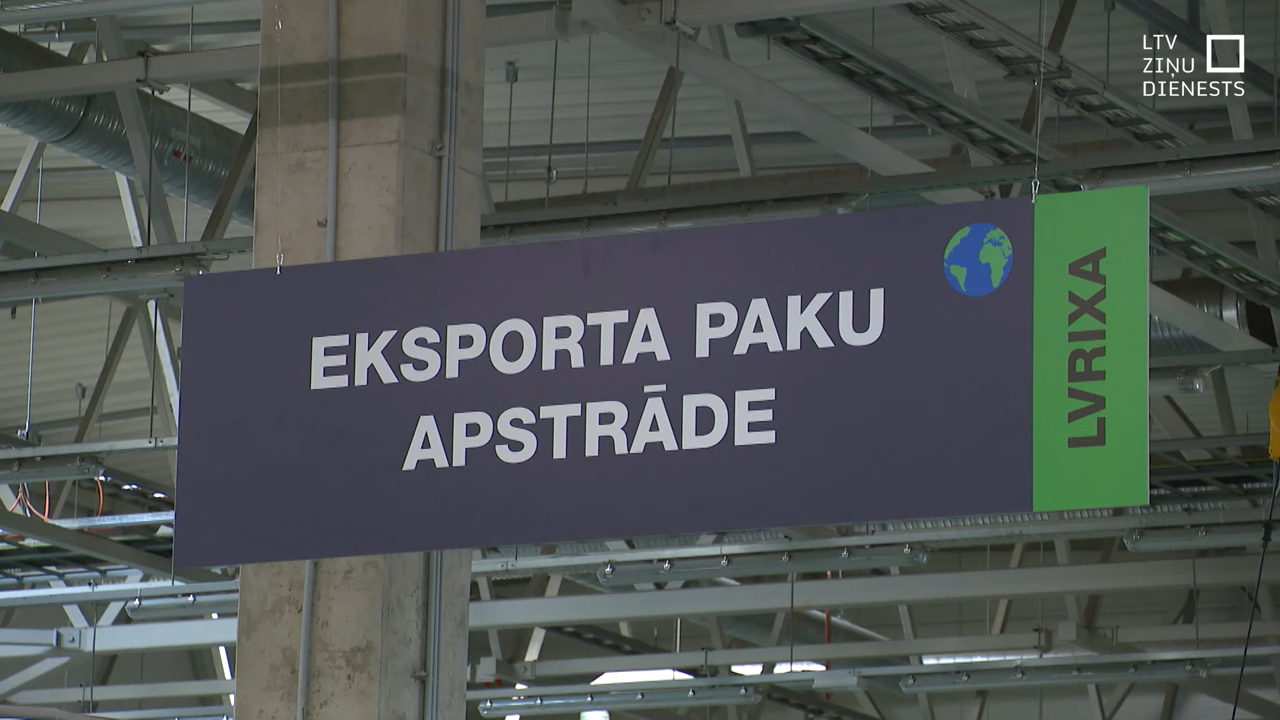 LTV
ZIŅU
DIENESTS
EKSPORTA PAKU
APSTRĀDE
LVRIXA